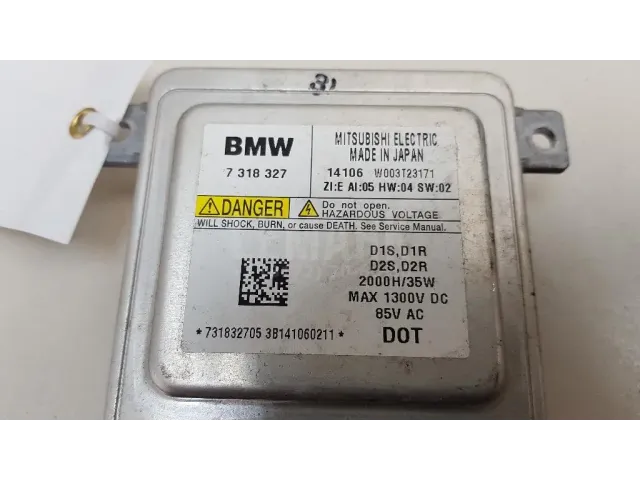 BMW
7 318 327
MITSUBISHI ELECTRIC
MADE IN JAPAN
14106 W003T23171
ZI:E AI:05 HW:04 SW:02
DANGER
Do not open.
HAZARDOUS VOLTAGE
WILL SHOCK, BURN, or cause DEATH. See Service Manual.
D1S,D1R
D2S,D2R
2000H/35W
MAX 1300V DC
85V AC
*731832705 3B141060211*
DOT